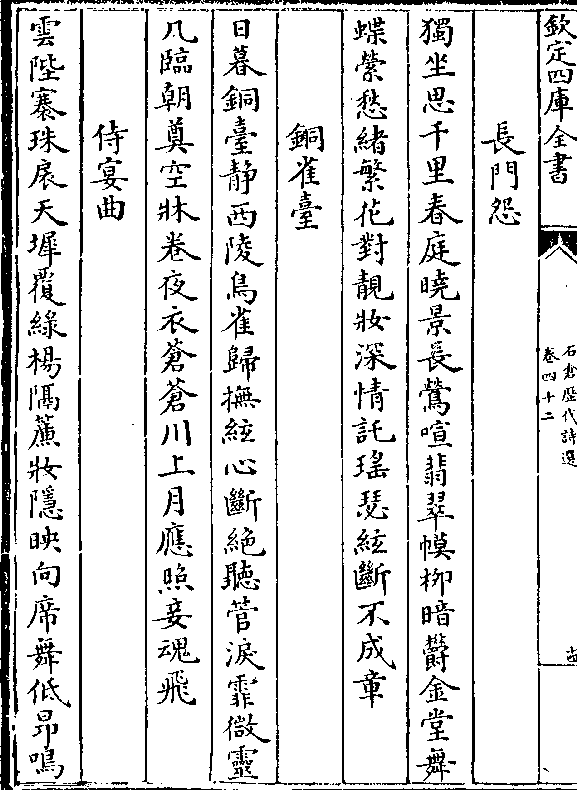 欽定四庫全書
石倉歴代詩選
卷四十二
長門怨
獨坐思千里春庭曉景長鶯喧翡翠幙栁暗欝金堂舞
蝶縈愁緒繁花對靚妝深情託瑤瑟絃斷不成章
銅雀臺
日暮銅臺静西陵鳥雀歸撫絃心斷絶聽管淚霏微靈
几臨朝奠空牀卷夜衣蒼蒼川上月應照妾魂飛
侍宴曲
雲陛褰珠扆天墀覆綠楊隔簾妝隱映向席舞低昂鳴